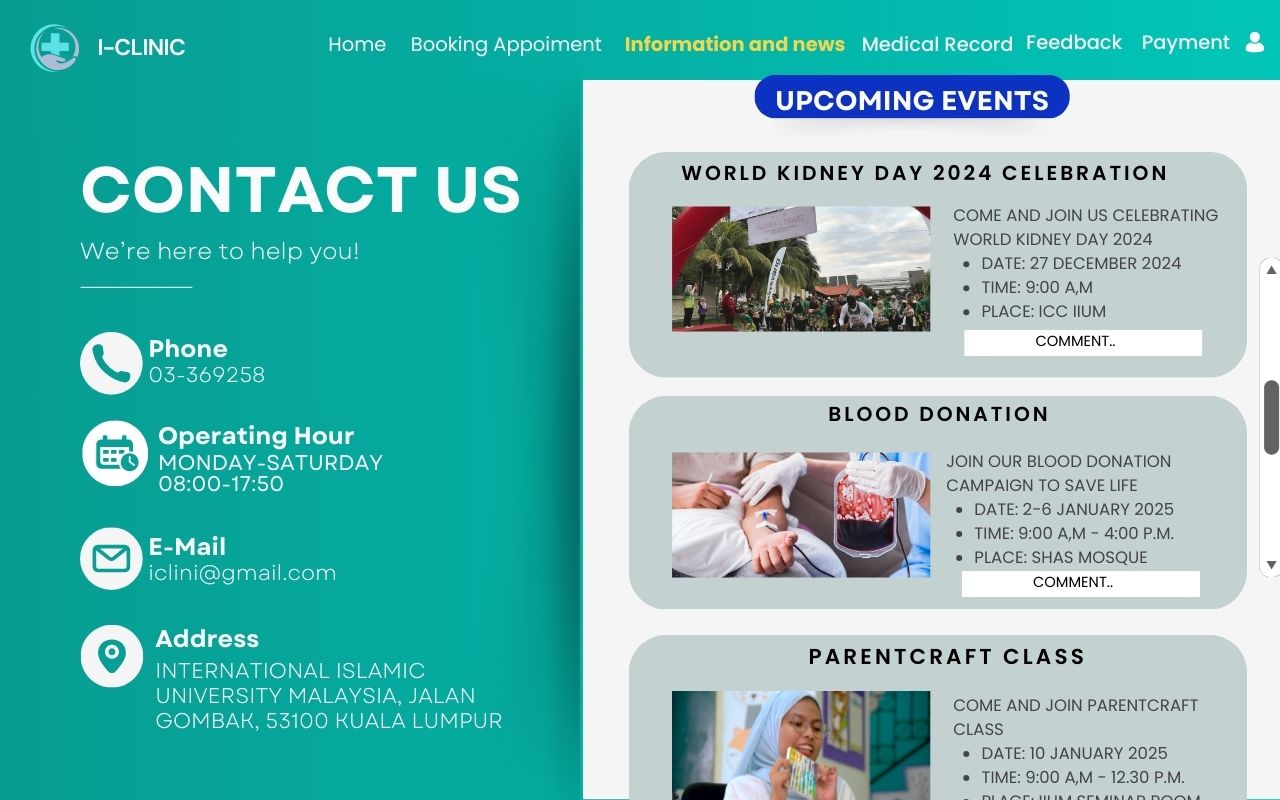 I-CLINIC
Home
Booking Appoiment
Information and news
Medical Record
Feedback
Payment
CONTACT US
We're here to help you!
Phone
03-369258
Operating Hour
MONDAY-SATURDAY
08:00-17:50
E-Mail
iclini@gmail.com
Address
INTERNATIONAL ISLAMIC
UNIVERSITY MALAYSIA, JALAN
GOMBAK, 53100 KUALA LUMPUR
UPCOMING EVENTS
WORLD KIDNEY DAY 2024 CELEBRATION
COME AND JOIN US CELEBRATING
WORLD KIDNEY DAY 2024
• DATE: 27 DECEMBER 2024
• TIME: 9:00 A,M
• PLACE: ICC IIUM
COMMENT..
BLOOD DONATION
JOIN OUR BLOOD DONATION
CAMPAIGN TO SAVE LIFE
• DATE: 2-6 JANUARY 2025
• TIME: 9:00 A,M - 4:00 P.M.
• PLACE: SHAS MOSQUE
COMMENT..
PARENTCRAFT CLASS
COME AND JOIN PARENTCRAFT
CLASS
• DATE: 10 JANUARY 2025
• TIME: 9:00 A,M - 12.30 P.M.
• PLACE: IIUM SEMINAR ROOM